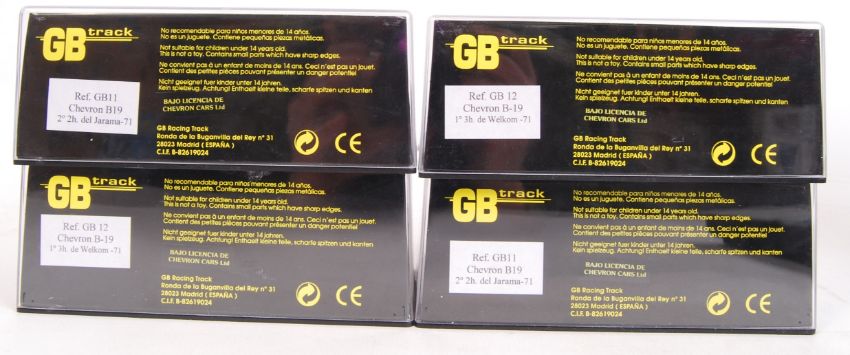 GB track
No recomendable para niños menores de 14 años.
No es un juguete. Contiene pequeñas piezas metálicas.
Not suitable for children under 14 years old.
This is not a toy. Contains small parts which have sharp edges.
Ne convient pas à un enfant de moins de 14 ans. Ceci n'est pas un jouet.
Contient des petites pièces pouvant présenter un danger potentiel
Nicht geeignet fuer kinder unter 14 jahren.
Kein spielzeug. Achtung! Enthaelt kleine teile, scharfe spitzen und kanten
Ref. GB11
Chevron B19
2º 2h. del Jarama-71
BAJO LICENCIA DE
CHEVRON CARS Ltd
GB Racing Track
Ronda de la Buganvilla del Rey nº 31
28023 Madrid ( ESPAÑA )
C.I.F. B-82619024
CE
GB track
No recomendable para niños menores de 14 años.
No es un juguete. Contiene pequeñas piezas metálicas.
Not suitable for children under 14 years old.
This is not a toy. Contains small parts which have sharp edges.
Ne convient pas à un enfant de moins de 14 ans. Ceci n'est pas un jouet.
Contient des petites pièces pouvant présenter un danger potentiel
Nicht geeignet fuer kinder unter 14 jahren.
Kein spielzeug. Achtung! Enthaelt kleine teile, scharfe spitzen und kanten
Ref. GB 12
Chevron B-19
1º 3h. de Welkom -71
BAJO LICENCIA DE
CHEVRON CARS Ltd
GB Racing Track
Ronda de la Buganvilla del Rey nº 31
28023 Madrid ( ESPAÑA )
C.I.F. B-82619024
CE
GB track
No recomendable para niños menores de 14 años.
No es un juguete. Contiene pequeñas piezas metálicas.
Not suitable for children under 14 years old.
This is not a toy. Contains small parts which have sharp edges.
Ne convient pas à un enfant de moins de 14 ans. Ceci n'est pas un jouet.
Contient des petites pièces pouvant présenter un danger potentiel
Nicht geeignet fuer kinder unter 14 jahren.
Kein spielzeug. Achtung! Enthaelt kleine teile, scharfe spitzen und kanten
Ref. GB 12
Chevron B-19
1º 3h. de Welkom -71
BAJO LICENCIA DE
CHEVRON CARS Ltd
GB Racing Track
Ronda de la Buganvilla del Rey nº 31
28023 Madrid ( ESPAÑA )
C.I.F. B-82619024
CE
GB track
No recomendable para niños menores de 14 años.
No es un juguete. Contiene pequeñas piezas metálicas.
Not suitable for children under 14 years old.
This is not a toy. Contains small parts which have sharp edges.
Ne convient pas à un enfant de moins de 14 ans. Ceci n'est pas un jouet.
Contient des petites pièces pouvant présenter un danger potentiel
Nicht geeignet fuer kinder unter 14 jahren.
Kein spielzeug. Achtung! Enthaelt kleine teile, scharfe spitzen und kanten
Ref. GB11
Chevron B19
2º 2h. del Jarama-71
BAJO LICENCIA DE
CHEVRON CARS Ltd
GB Racing Track
Ronda de la Buganvilla del Rey nº 31
28023 Madrid ( ESPAÑA )
C.I.F. B-82619024
CE